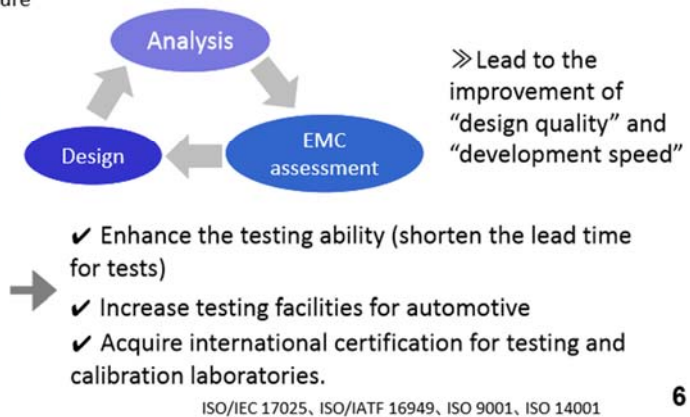 Analysis
≫Lead to the
improvement of
“design quality” and
“development speed”
Design
EMC
assessment
✔ Enhance the testing ability (shorten the lead time
for tests)
✔ Increase testing facilities for automotive
✔ Acquire international certification for testing and
calibration laboratories.
ISO/IEC 17025、ISO/IATF 16949、ISO 9001、ISO 14001
6